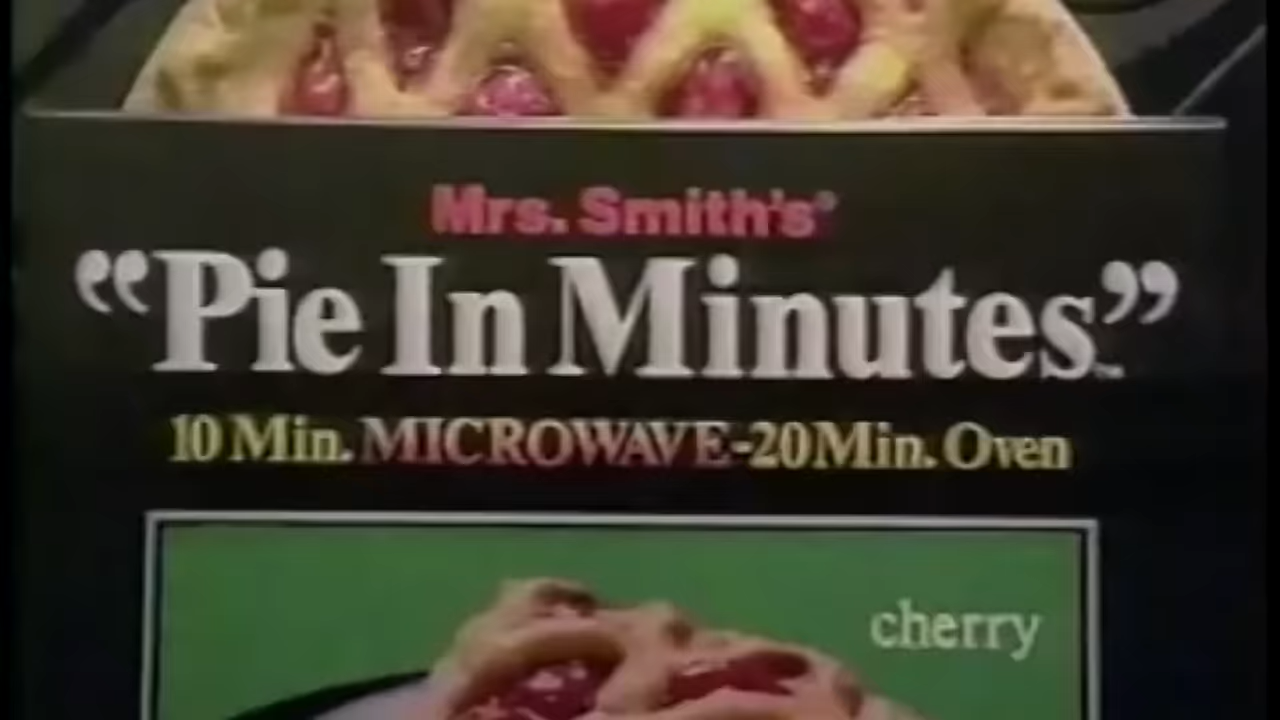 Mrs. Smith's®
“Pie In Minutes”™
10 Min. MICROWAVE-20 Min. Oven
cherry